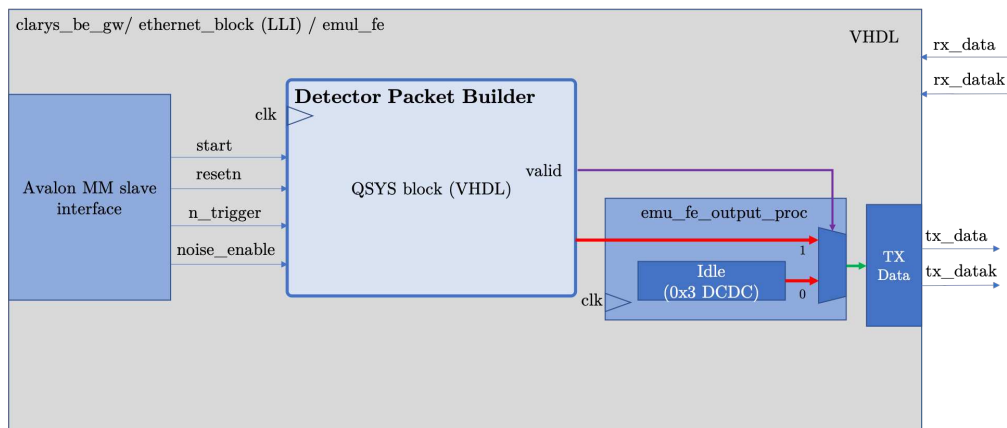 clarys_be_gw/ ethernet_block (LLI) / emul_fe
VHDL
rx_data
rx_datak
Detector Packet Builder
clk
start
resetn
n_trigger
noise_enable
Avalon MM slave
interface
QSYS block (VHDL)
valid
emu_fe_output_proc
1
Idle
(0x3 DCDC)
0
clk
TX
Data
tx_data
tx_datak